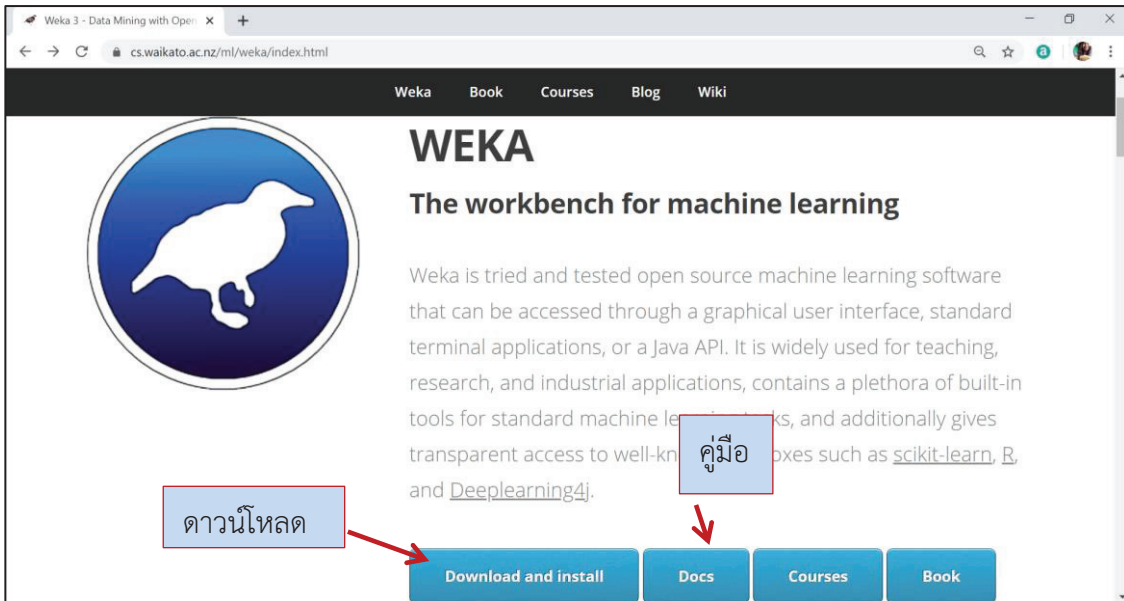 Weka 3 - Data Mining with Open
cs.waikato.ac.nz/ml/weka/index.html
Weka Book Courses Blog Wiki
WEKA
The workbench for machine learning
Weka is tried and tested open source machine learning software
that can be accessed through a graphical user interface, standard
terminal applications, or a Java API. It is widely used for teaching,
research, and industrial applications, contains a plethora of built-in
tools for standard machine le ks, and additionally gives
transparent access to well-kn oxes such as scikit-learn, R,
and Deeplearning4j.
คู่มือ
ดาวน์โหลด
Download and install Docs Courses Book